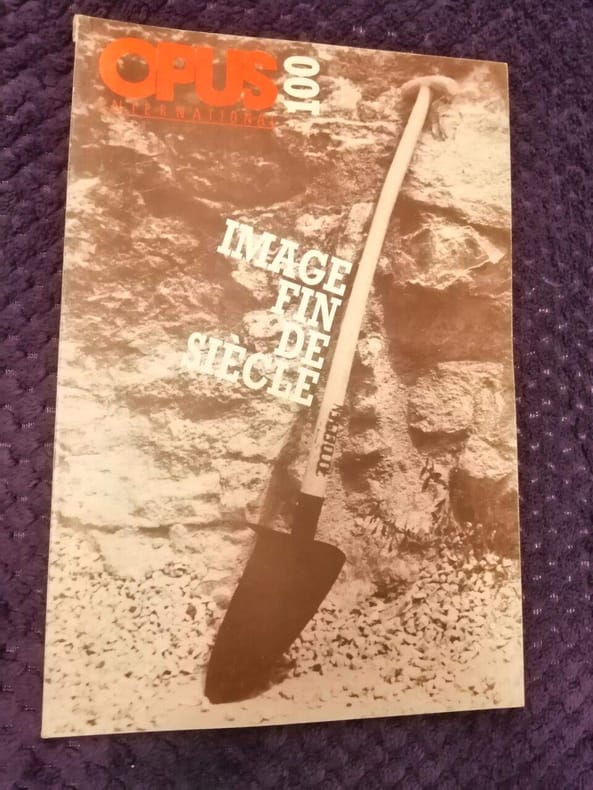 OPUS
100
INTERNATIONAL
IMAGE
FIN
DE
SIÈCLE